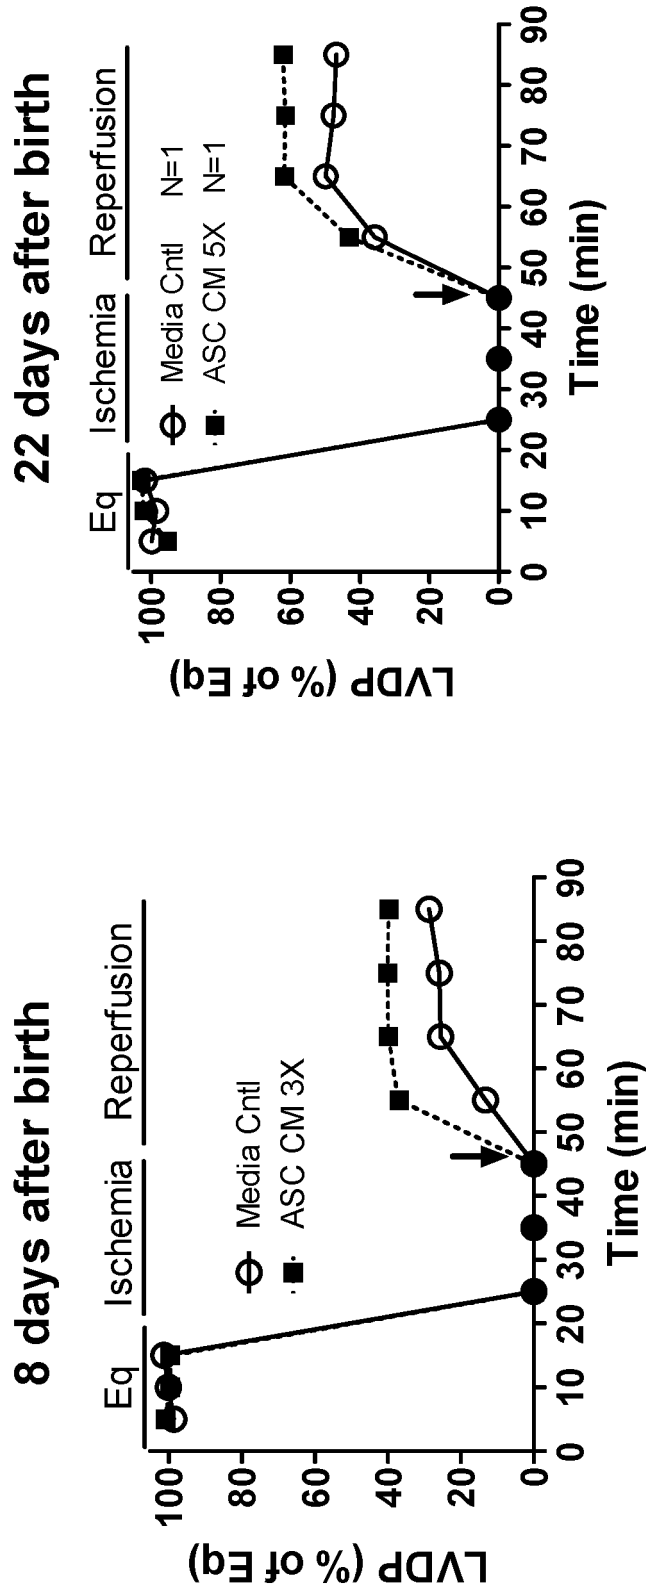 8 days after birth
Eq Ischemia Reperfusion
Media Cntl
ASC CM 3X
LVDP (% of Eq)
100
80
60
40
20
0
0 10 20 30 40 50 60 70 80 90
Time (min)
22 days after birth
Eq Ischemia Reperfusion
Media Cntl N=1
ASC CM 5X N=1
LVDP (% of Eq)
100
80
60
40
20
0
0 10 20 30 40 50 60 70 80 90
Time (min)